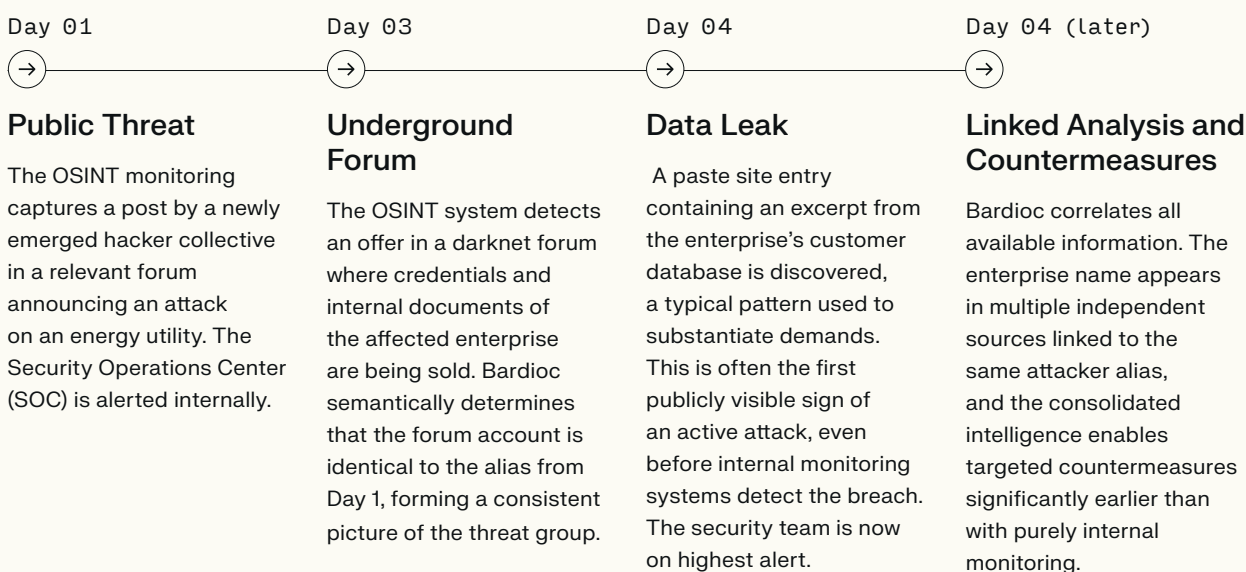 Day 01
Public Threat
The OSINT monitoring
captures a post by a newly
emerged hacker collective
in a relevant forum
announcing an attack
on an energy utility. The
Security Operations Center
(SOC) is alerted internally.
Day 03
Underground
Forum
The OSINT system detects
an offer in a darknet forum
where credentials and
internal documents of
the affected enterprise
are being sold. Bardioc
semantically determines
that the forum account is
identical to the alias from
Day 1, forming a consistent
picture of the threat group.
Day 04
Data Leak
A paste site entry
containing an excerpt from
the enterprise’s customer
database is discovered,
a typical pattern used to
substantiate demands.
This is often the first
publicly visible sign of
an active attack, even
before internal monitoring
systems detect the breach.
The security team is now
on highest alert.
Day 04 (later)
Linked Analysis and
Countermeasures
Bardioc correlates all
available information. The
enterprise name appears
in multiple independent
sources linked to the
same attacker alias,
and the consolidated
intelligence enables
targeted countermeasures
significantly earlier than
with purely internal
monitoring.